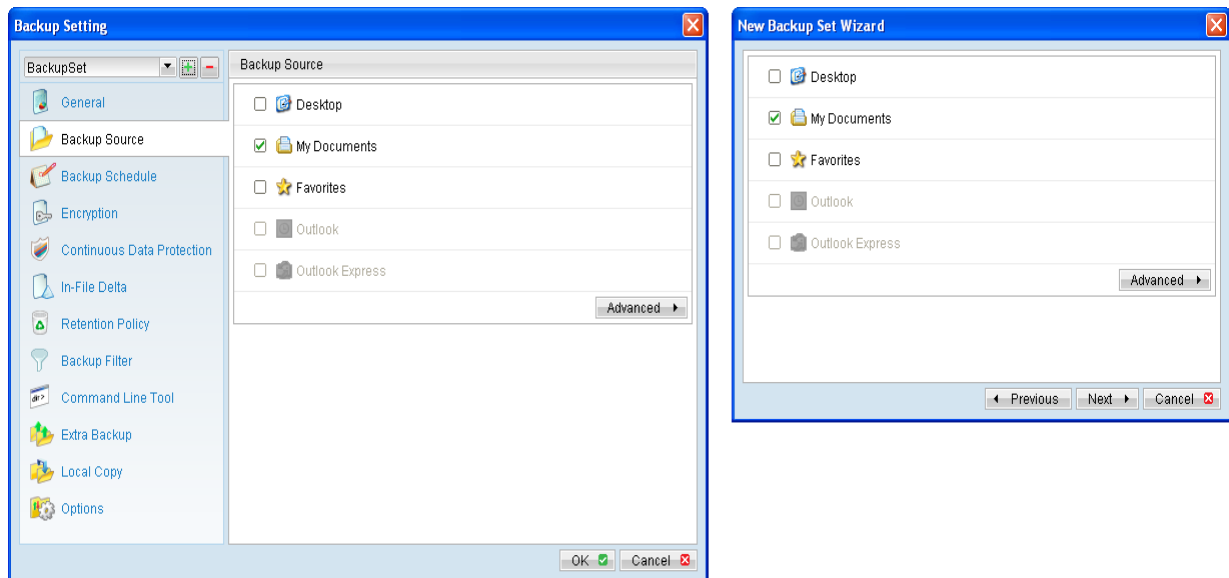 Backup Setting
BackupSet
General
Backup Source
Backup Schedule
Encryption
Continuous Data Protection
In-File Delta
Retention Policy
Backup Filter
dir>
Command Line Tool
Extra Backup
Local Copy
Options
Backup Source
Desktop
My Documents
Favorites
Outlook
Outlook Express
Advanced
OK
Cancel
New Backup Set Wizard
Desktop
My Documents
Favorites
Outlook
Outlook Express
Advanced
Previous
Next
Cancel